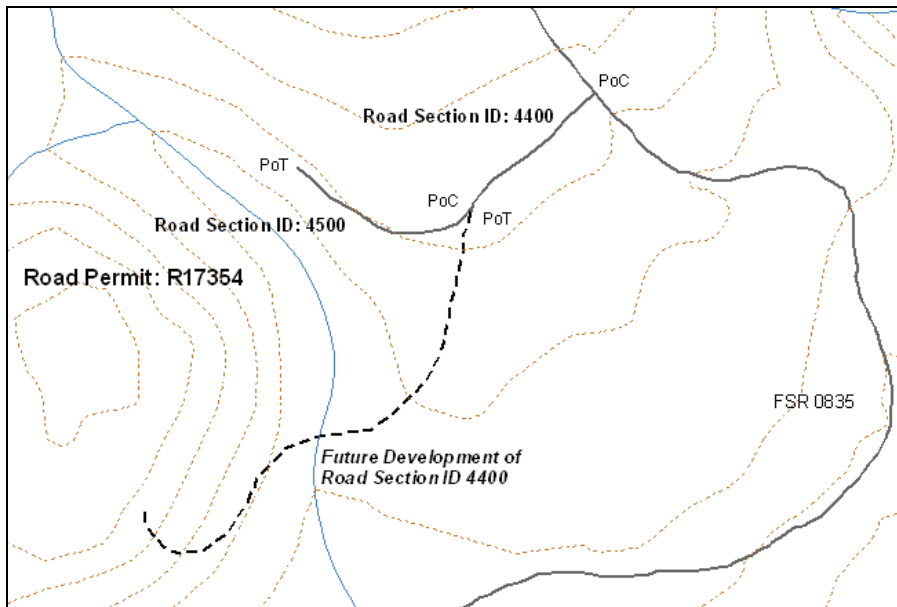 PoC
Road Section ID: 4400
PoT
PoC
PoT
Road Section ID: 4500
Road Permit: R17354
FSR 0835
Future Development of
Road Section ID 4400